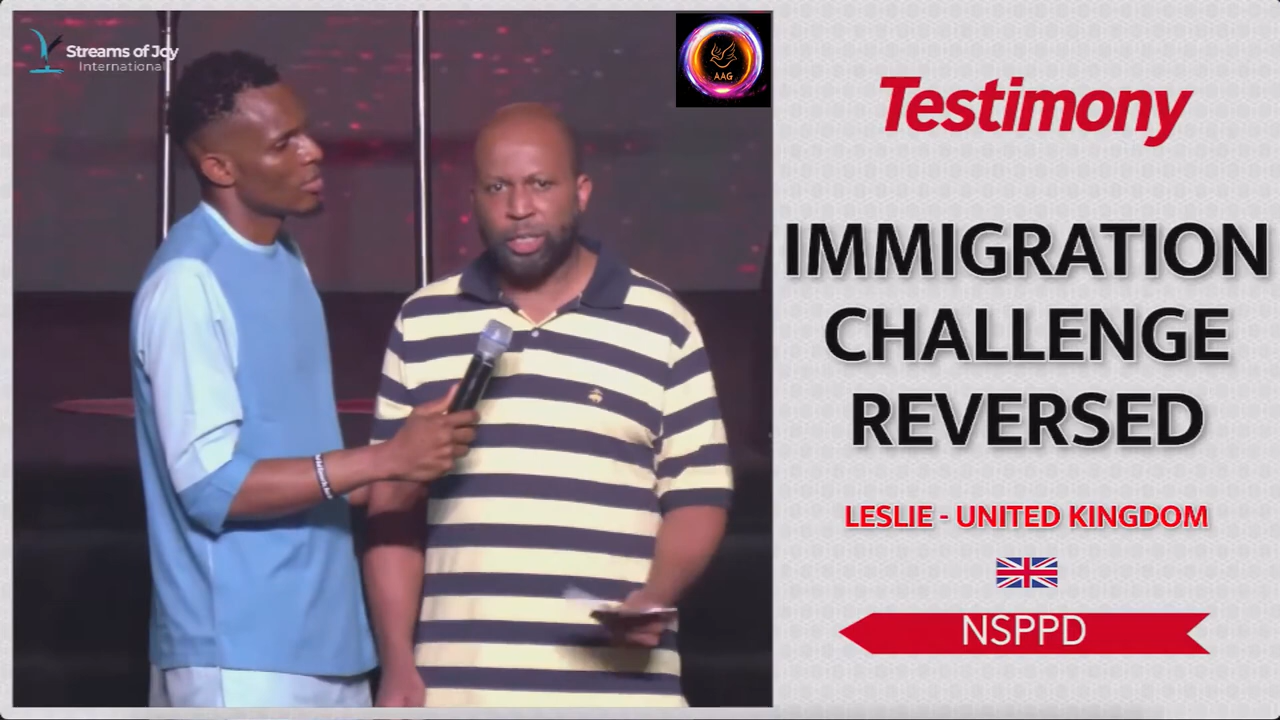 Streams of Joy
International
AAG
Testimony
IMMIGRATION
CHALLENGE
REVERSED
LESLIE - UNITED KINGDOM
NSPPD